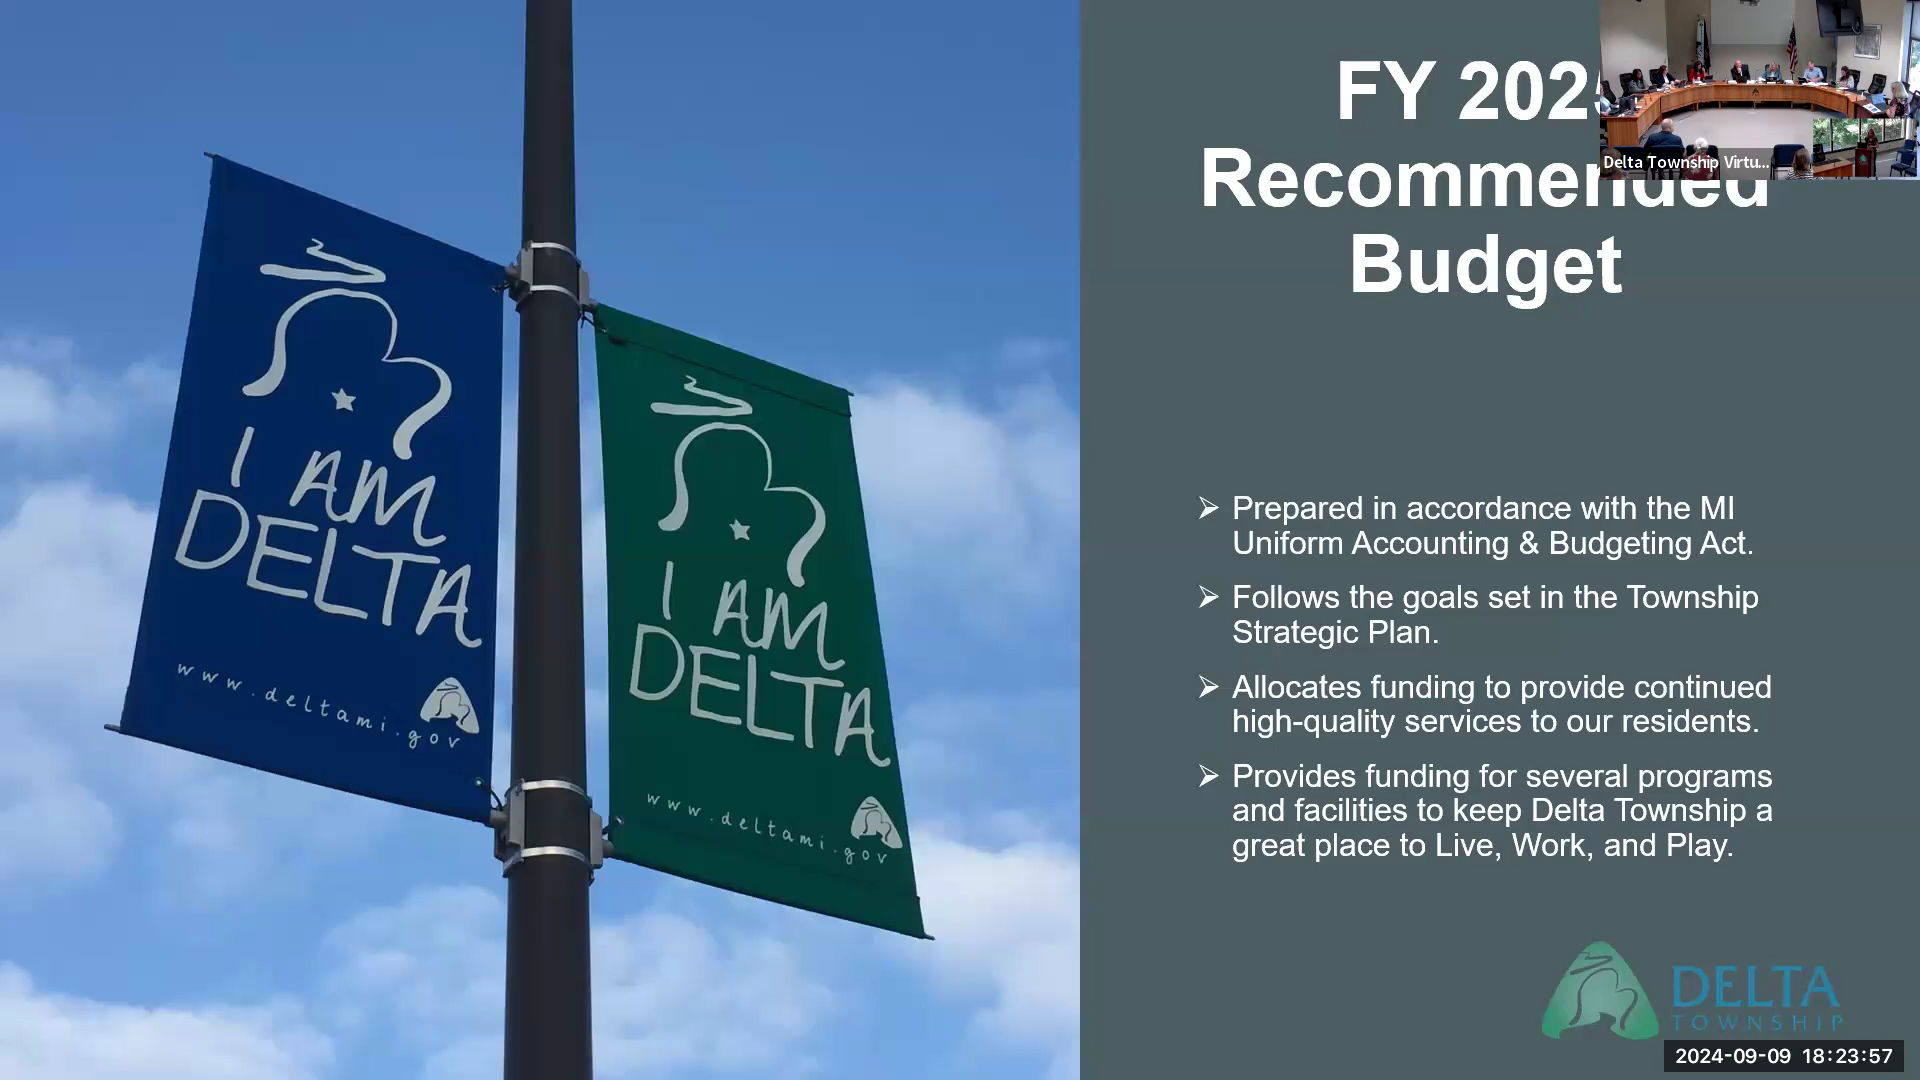 I AM
DELTA
www.deltami.gov
I AM
DELTA
www.deltami.gov
FY 2025
Recommended
Budget
Delta Township Virtu...
➢ Prepared in accordance with the MI
Uniform Accounting & Budgeting Act.
➢ Follows the goals set in the Township
Strategic Plan.
➢ Allocates funding to provide continued
high-quality services to our residents.
➢ Provides funding for several programs
and facilities to keep Delta Township a
great place to Live, Work, and Play.
DELTA
TOWNSHIP
2024-09-09 18:23:57